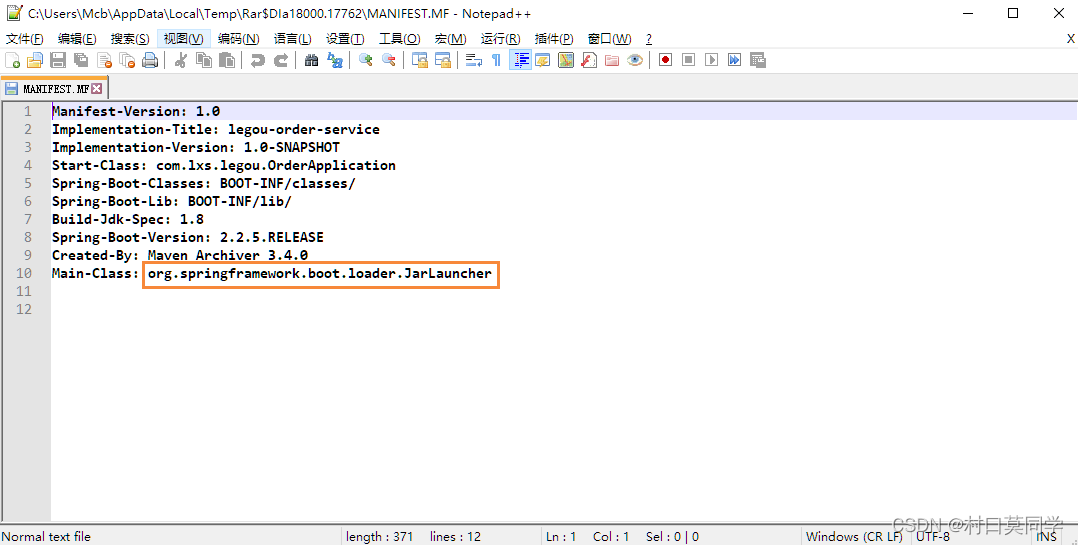 C:\Users\Mcb\AppData\Local\Temp\Rar$DIa18000.17762\MANIFEST.MF - Notepad++
文件(F) 编辑(E) 搜索(S) 视图(V) 编码(N) 语言(L) 设置(T) 工具(O) 宏(M) 运行(R) 插件(P) 窗口(W) ? X
MANIFEST.MF
1 Manifest-Version: 1.0
2 Implementation-Title: legou-order-service
3 Implementation-Version: 1.0-SNAPSHOT
4 Start-Class: com.lxs.legou.OrderApplication
5 Spring-Boot-Classes: BOOT-INF/classes/
6 Spring-Boot-Lib: BOOT-INF/lib/
7 Build-Jdk-Spec: 1.8
8 Spring-Boot-Version: 2.2.5.RELEASE
9 Created-By: Maven Archiver 3.4.0
10 Main-Class: org.springframework.boot.loader.JarLauncher
11
12
CSDN @村口莫同学
Normal text file length : 371 lines : 12 Ln : 1 Col : 1 Sel : 0 | 0 Windows (CR LF) UTF-8 INS